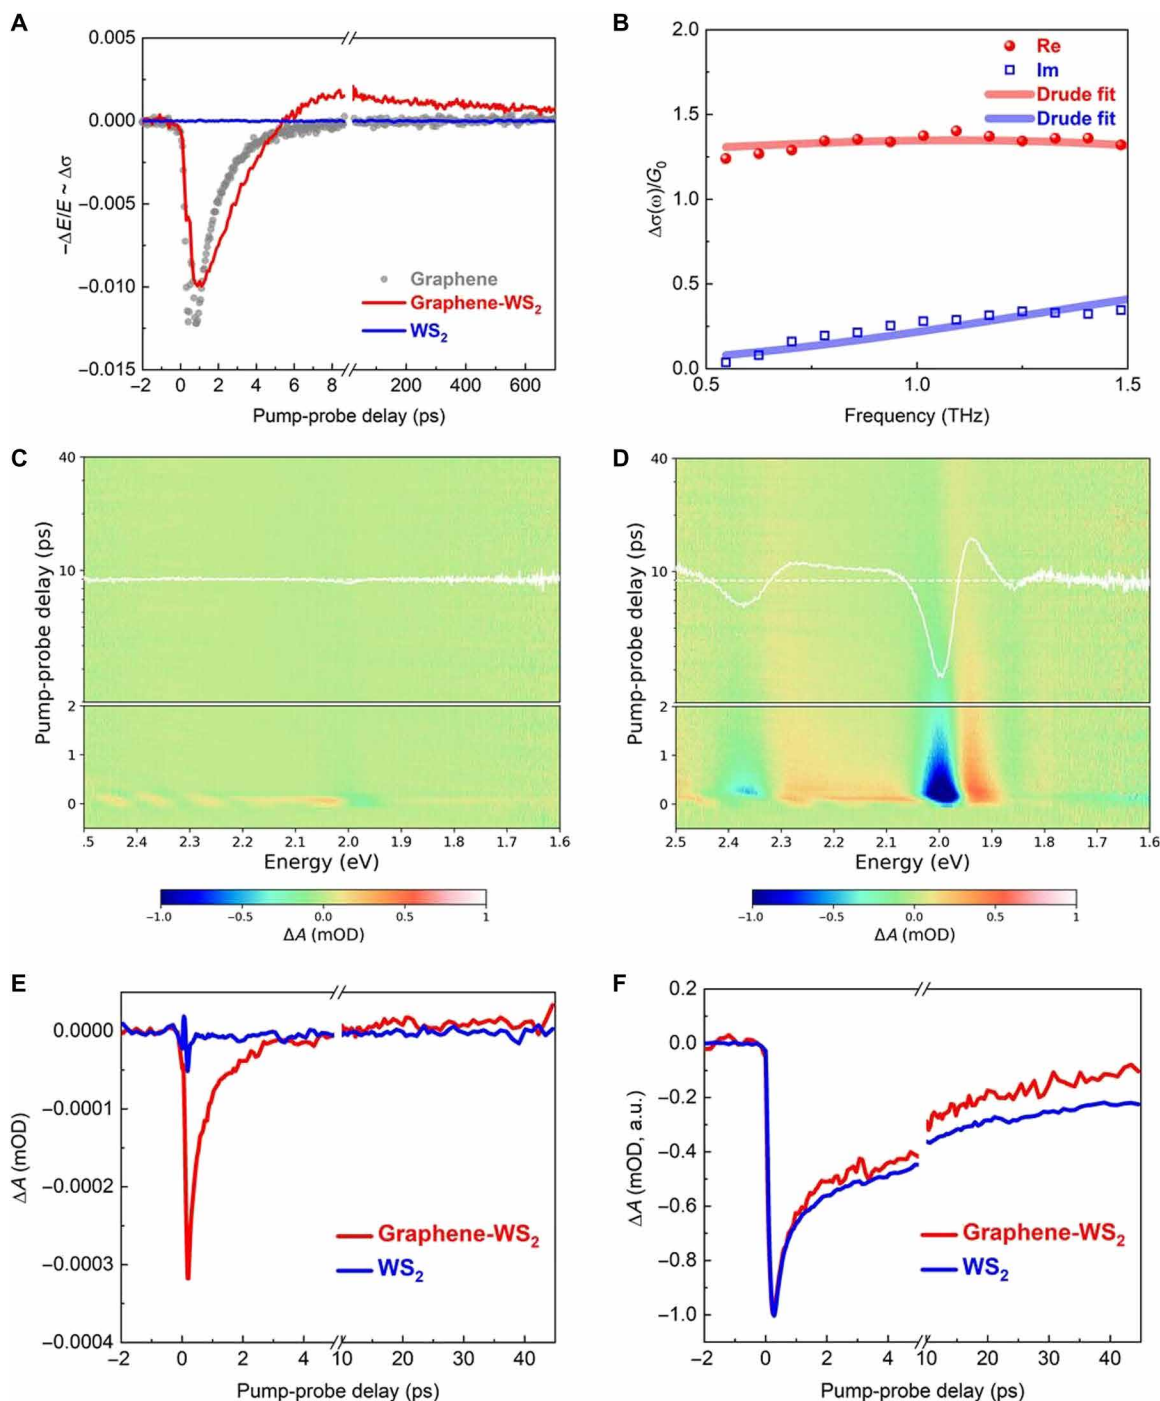 A
0.005
0.000
−0.005
−0.010
−0.015
−ΔE/E ~ Δσ
Graphene
Graphene-WS₂
WS₂
−2 0 2 4 6 8 200 400 600
Pump-probe delay (ps)
B
2.0
1.5
1.0
0.5
0.0
Δσ(ω)/G₀
Re
Im
Drude fit
Drude fit
0.5 1.0 1.5
Frequency (THz)
C
40
10
2
1
0
Pump-probe delay (ps)
.5 2.4 2.3 2.2 2.1 2.0 1.9 1.8 1.7 1.6
Energy (eV)
−1.0 −0.5 0.0 0.5 1
ΔA (mOD)
D
40
10
2
1
0
Pump-probe delay (ps)
2.5 2.4 2.3 2.2 2.1 2.0 1.9 1.8 1.7 1.6
Energy (eV)
−1.0 −0.5 0.0 0.5 1
ΔA (mOD)
E
0.0000
−0.0001
−0.0002
−0.0003
−0.0004
ΔA (mOD)
Graphene-WS₂
WS₂
−2 0 2 4 10 20 30 40
Pump-probe delay (ps)
F
0.2
0.0
−0.2
−0.4
−0.6
−0.8
−1.0
ΔA (mOD, a.u.)
Graphene-WS₂
WS₂
−2 0 2 4 10 20 30 40
Pump-probe delay (ps)